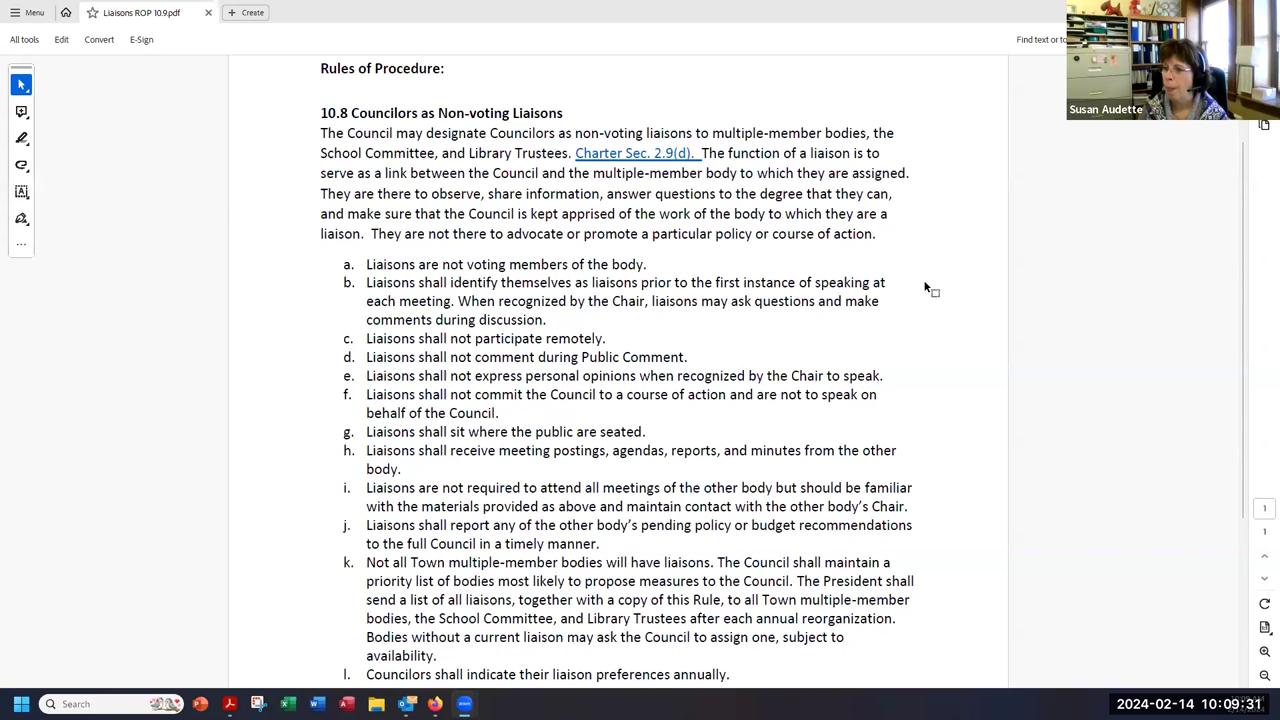 Menu
Liaisons ROP 10.9.pdf
Create
All tools
Edit
Convert
E-Sign
Find text or to
Susan Audette
Rules of Procedure:
10.8 Councilors as Non-voting Liaisons
The Council may designate Councilors as non-voting liaisons to multiple-member bodies, the
School Committee, and Library Trustees. Charter Sec. 2.9(d). The function of a liaison is to
serve as a link between the Council and the multiple-member body to which they are assigned.
They are there to observe, share information, answer questions to the degree that they can,
and make sure that the Council is kept apprised of the work of the body to which they are a
liaison. They are not there to advocate or promote a particular policy or course of action.
a. Liaisons are not voting members of the body.
b. Liaisons shall identify themselves as liaisons prior to the first instance of speaking at
each meeting. When recognized by the Chair, liaisons may ask questions and make
comments during discussion.
c. Liaisons shall not participate remotely.
d. Liaisons shall not comment during Public Comment.
e. Liaisons shall not express personal opinions when recognized by the Chair to speak.
f. Liaisons shall not commit the Council to a course of action and are not to speak on
behalf of the Council.
g. Liaisons shall sit where the public are seated.
h. Liaisons shall receive meeting postings, agendas, reports, and minutes from the other
body.
i. Liaisons are not required to attend all meetings of the other body but should be familiar
with the materials provided as above and maintain contact with the other body's Chair.
j. Liaisons shall report any of the other body's pending policy or budget recommendations
to the full Council in a timely manner.
k. Not all Town multiple-member bodies will have liaisons. The Council shall maintain a
priority list of bodies most likely to propose measures to the Council. The President shall
send a list of all liaisons, together with a copy of this Rule, to all Town multiple-member
bodies, the School Committee, and Library Trustees after each annual reorganization.
Bodies without a current liaison may ask the Council to assign one, subject to
availability.
l. Councilors shall indicate their liaison preferences annually.
1
1
Search
2024-02-14 10:09:31